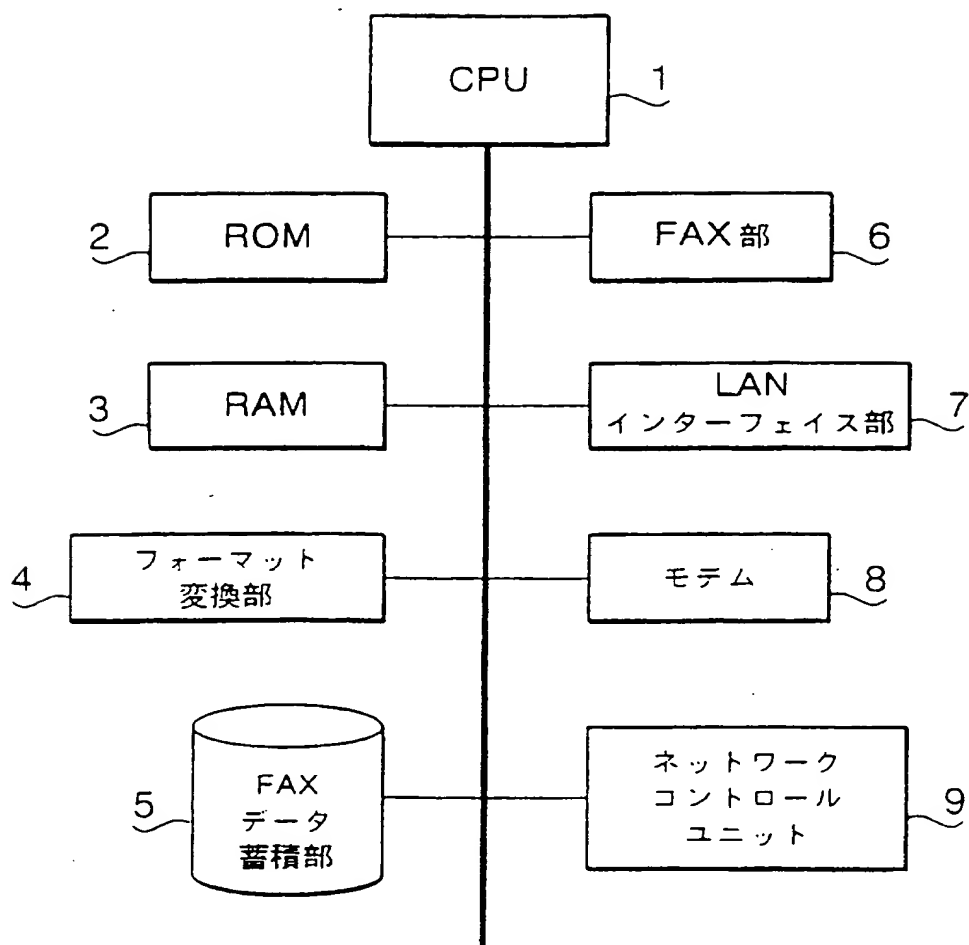 CPU
1
2
ROM
FAX部
6
3
RAM
LAN
インターフェイス部
7
4
フォーマット
変換部
モデム
8
5
FAX
データ
蓄積部
ネットワーク
コントロール
ユニット
9